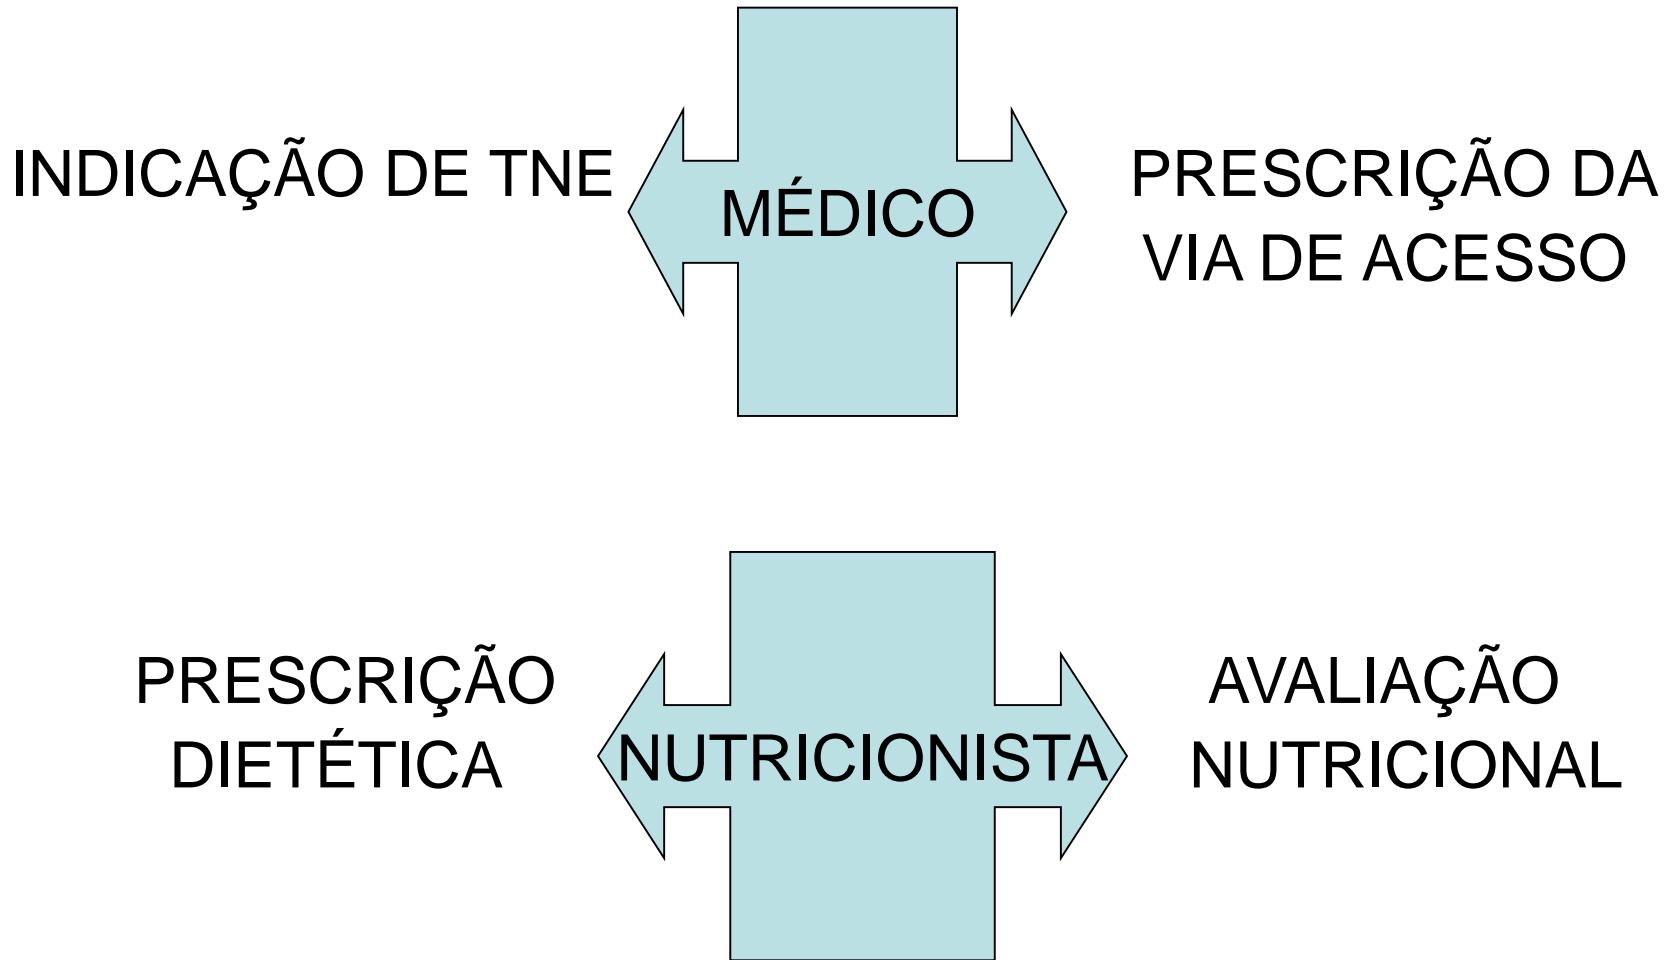 INDICAÇÃO DE TNE
MÉDICO
PRESCRIÇÃO DA
VIA DE ACESSO
PRESCRIÇÃO
DIETÉTICA
NUTRICIONISTA
AVALIAÇÃO
NUTRICIONAL